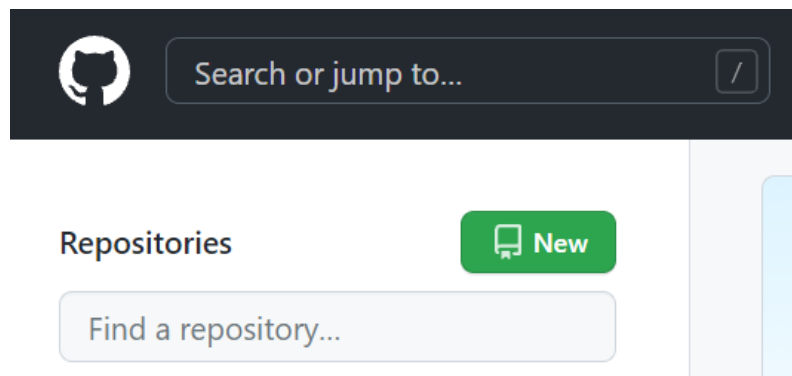 Search or jump to...
/
Repositories
New
Find a repository...